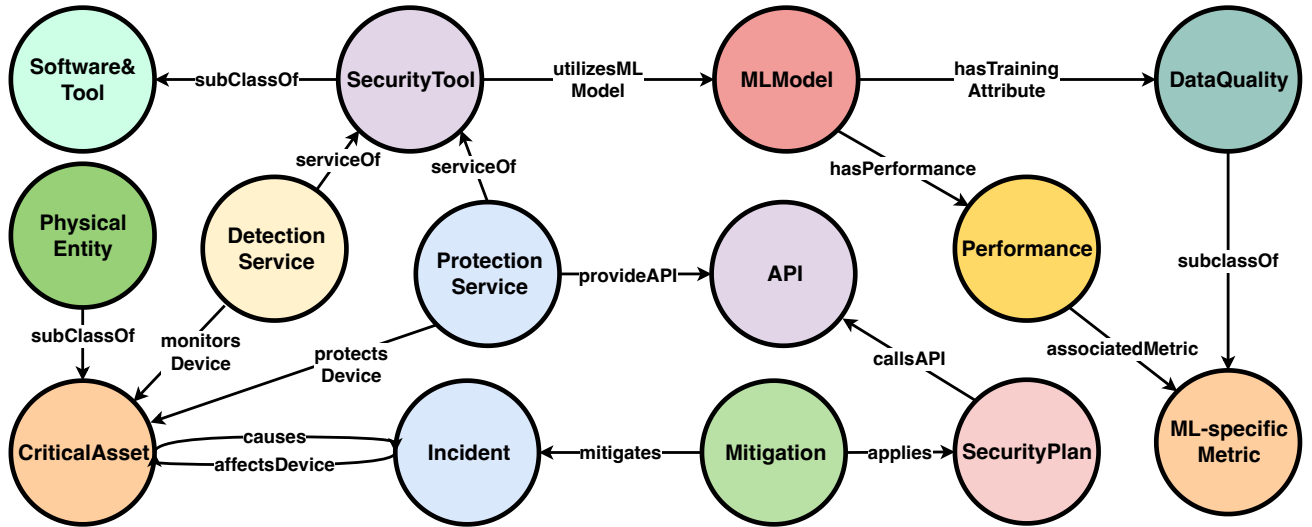 Software&
Tool
subClassOf
SecurityTool
utilizesML
Model
MLModel
hasTraining
Attribute
DataQuality
serviceOf
serviceOf
hasPerformance
Physical
Entity
Detection
Service
Protection
Service
provideAPI
API
Performance
subclassOf
subClassOf
monitors
Device
protects
Device
callsAPI
associatedMetric
CriticalAsset
causes
affectsDevice
Incident
mitigates
Mitigation
applies
SecurityPlan
ML-specific
Metric